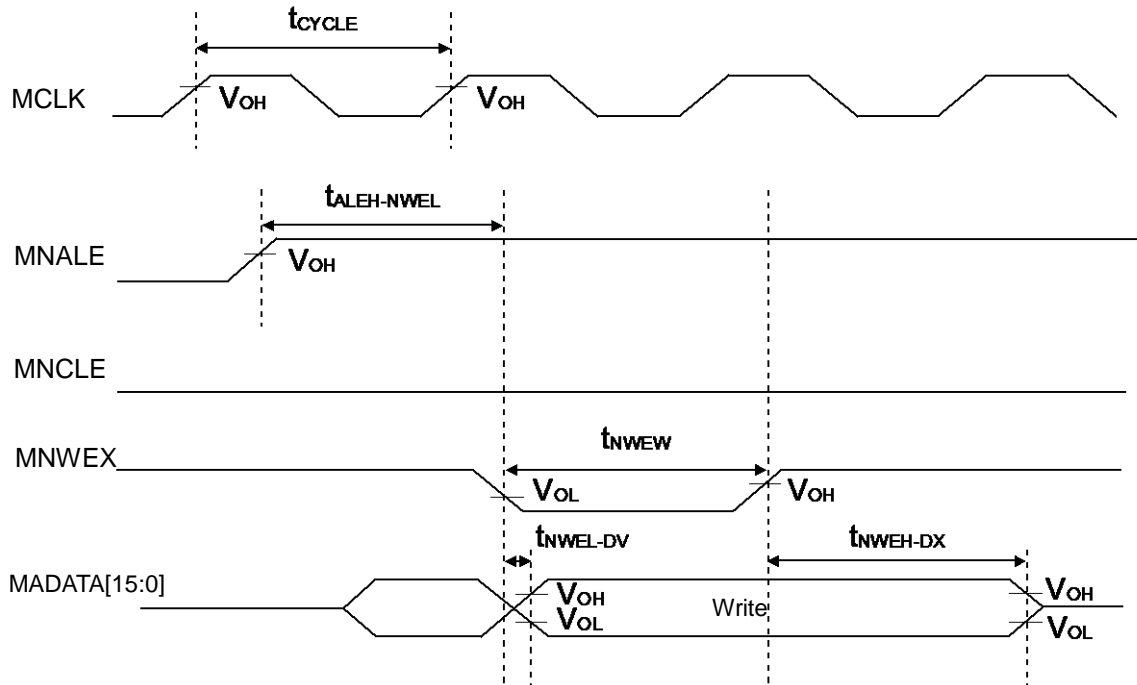 tCYCLE
MCLK
VOH VOH
tALEH-NWEL
MNALE
VOH
MNCLE
tNWEW
MNWEX
VOL VOH
tNWEL-DV tNWEH-DX
MADATA[15:0]
VOH Write VOH
VOL VOL